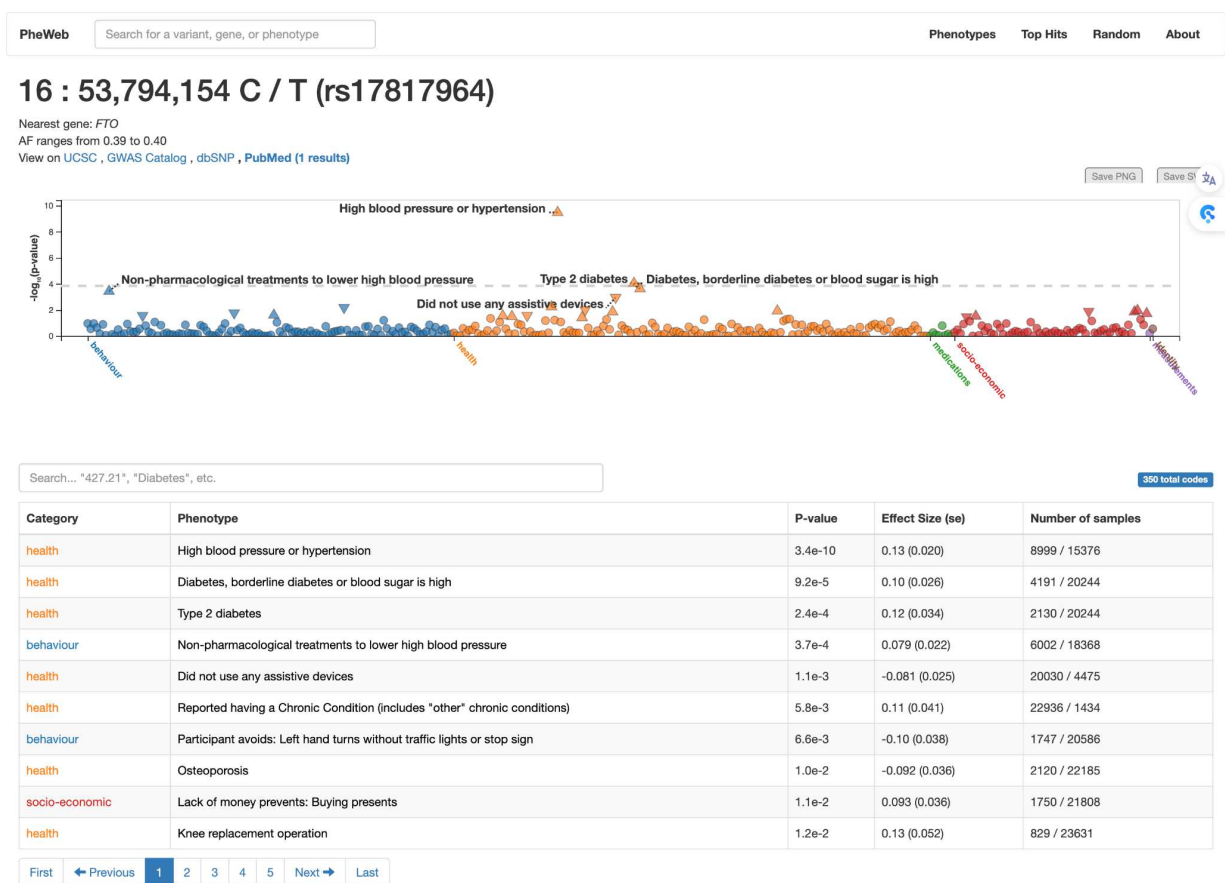 PheWeb Search for a variant, gene, or phenotype Phenotypes Top Hits Random About
16 : 53,794,154 C / T (rs17817964)
Nearest gene: FTO
AF ranges from 0.39 to 0.40
View on UCSC , GWAS Catalog , dbSNP , PubMed (1 results)
Save PNG Save SV
-log₁₀(p-value)
10
8
6
4
2
0
High blood pressure or hypertension
Non-pharmacological treatments to lower high blood pressure
Type 2 diabetes
Diabetes, borderline diabetes or blood sugar is high
Did not use any assistive devices
behaviour
health
medications
socio-economic
identity
measurements
Search... "427.21", "Diabetes", etc.
350 total codes
Category Phenotype P-value Effect Size (se) Number of samples
health High blood pressure or hypertension 3.4e-10 0.13 (0.020) 8999 / 15376
health Diabetes, borderline diabetes or blood sugar is high 9.2e-5 0.10 (0.026) 4191 / 20244
health Type 2 diabetes 2.4e-4 0.12 (0.034) 2130 / 20244
behaviour Non-pharmacological treatments to lower high blood pressure 3.7e-4 0.079 (0.022) 6002 / 18368
health Did not use any assistive devices 1.1e-3 -0.081 (0.025) 20030 / 4475
health Reported having a Chronic Condition (includes "other" chronic conditions) 5.8e-3 0.11 (0.041) 22936 / 1434
behaviour Participant avoids: Left hand turns without traffic lights or stop sign 6.6e-3 -0.10 (0.038) 1747 / 20586
health Osteoporosis 1.0e-2 -0.092 (0.036) 2120 / 22185
socio-economic Lack of money prevents: Buying presents 1.1e-2 0.093 (0.036) 1750 / 21808
health Knee replacement operation 1.2e-2 0.13 (0.052) 829 / 23631
First Previous 1 2 3 4 5 Next Last